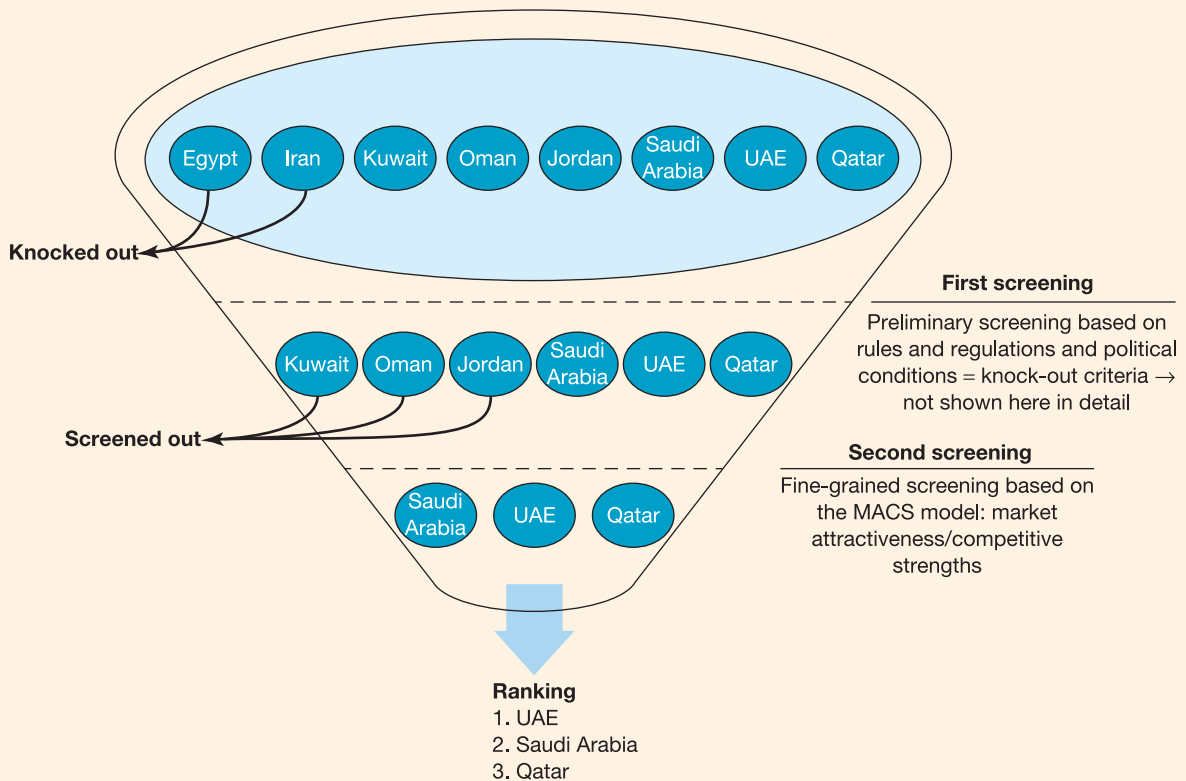 Egypt
Iran
Kuwait
Oman
Jordan
Saudi
Arabia
UAE
Qatar
Knocked out
First screening
Preliminary screening based on
rules and regulations and political
conditions = knock-out criteria →
not shown here in detail
Kuwait
Oman
Jordan
Saudi
Arabia
UAE
Qatar
Screened out
Second screening
Fine-grained screening based on
the MACS model: market
attractiveness/competitive
strengths
Saudi
Arabia
UAE
Qatar
Ranking
1. UAE
2. Saudi Arabia
3. Qatar